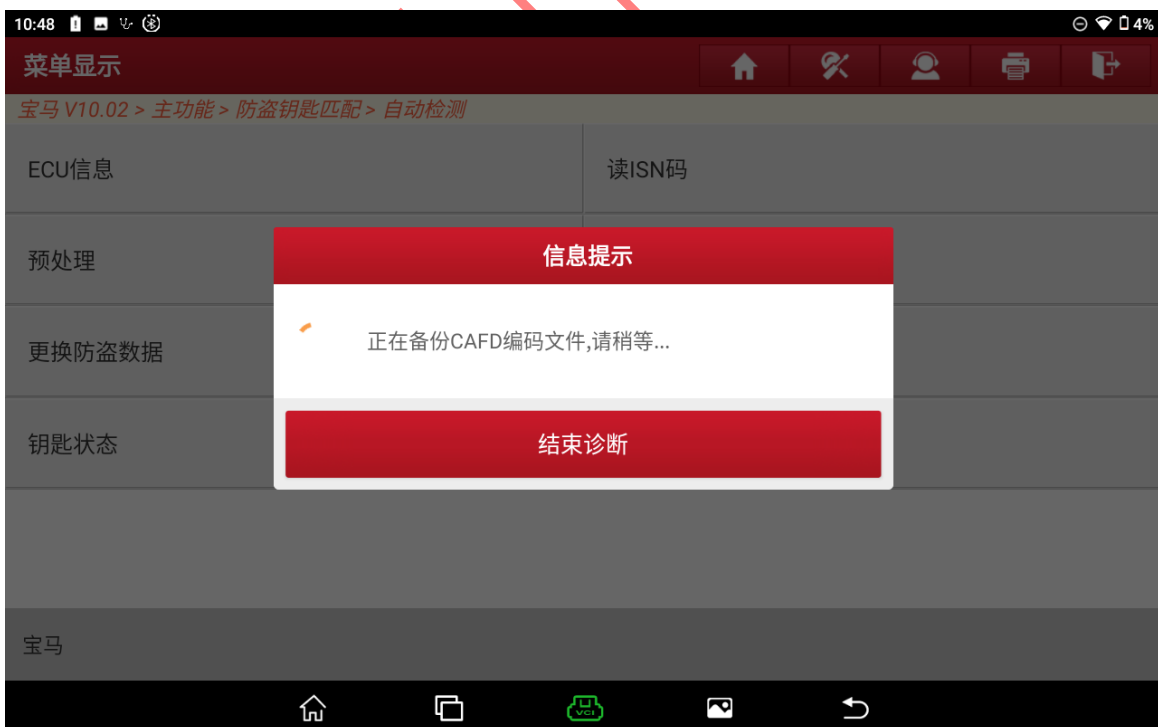 10:48
4%
菜单显示
宝马 V10.02 > 主功能 > 防盗钥匙匹配 > 自动检测
ECU信息
读ISN码
预处理
信息提示
正在备份CAFD编码文件,请稍等...
更换防盗数据
钥匙状态
结束诊断
宝马
VCI